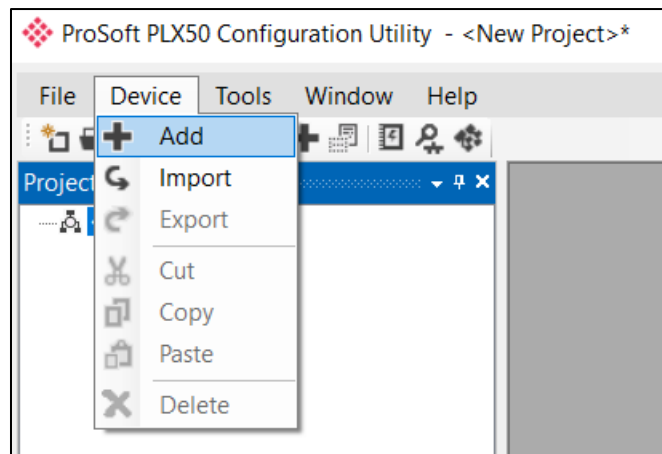 ProSoft PLX50 Configuration Utility - <New Project>*
File Device Tools Window Help
Add
Project
Import
Export
Cut
Copy
Paste
Delete